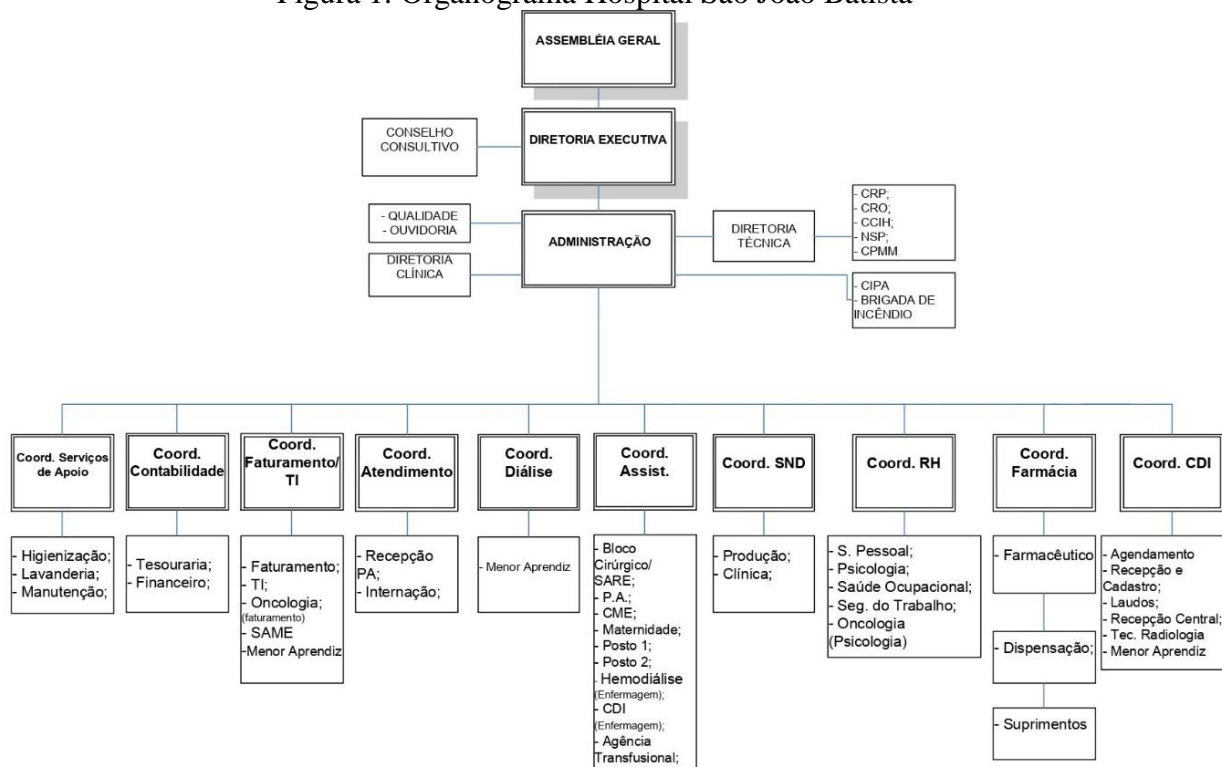 Figura 1: Organograma Hospital São João Batista
ASSEMBLÉIA GERAL
CONSELHO
CONSULTIVO
DIRETORIA EXECUTIVA
- QUALIDADE
- OUVIDORIA
DIRETORIA
CLÍNICA
ADMINISTRAÇÃO
DIRETORIA
TÉCNICA
- CRP;
- CRO;
- CCIH;
- NSP;
- CPMM
- CIPA
- BRIGADA DE
INCÊNDIO
Coord. Serviços
de Apoio
- Higienização;
- Lavanderia;
- Manutenção;
Coord.
Contabilidade
- Tesouraria;
- Financeiro;
Coord.
Faturamento/
TI
- Faturamento;
- TI;
- Oncologia;
(faturamento)
- SAME
-Menor Aprendiz
Coord.
Atendimento
- Recepção
PA;
- Internação;
Coord.
Diálise
- Menor Aprendiz
Coord.
Assist.
- Bloco
Cirúrgico/
SARE;
- P.A.;
- CME;
- Maternidade;
- Posto 1;
- Posto 2;
- Hemodiálise
(Enfermagem);
- CDI
(Enfermagem);
- Agência
Transfusional;
Coord. SND
- Produção;
- Clínica;
Coord. RH
- S. Pessoal;
- Psicologia;
- Saúde Ocupacional;
- Seg. do Trabalho;
- Oncologia
(Psicologia)
Coord.
Farmácia
- Farmacêutico
- Dispensação;
- Suprimentos
Coord. CDI
- Agendamento
- Recepção e
Cadastro;
- Laudos;
- Recepção Central;
- Tec. Radiologia
- Menor Aprendiz